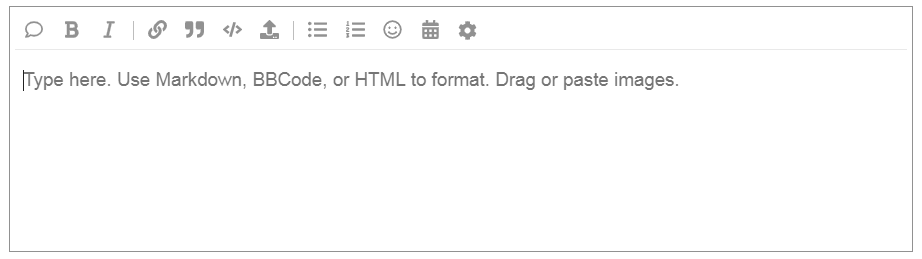 B I
Type here. Use Markdown, BBCode, or HTML to format. Drag or paste images.